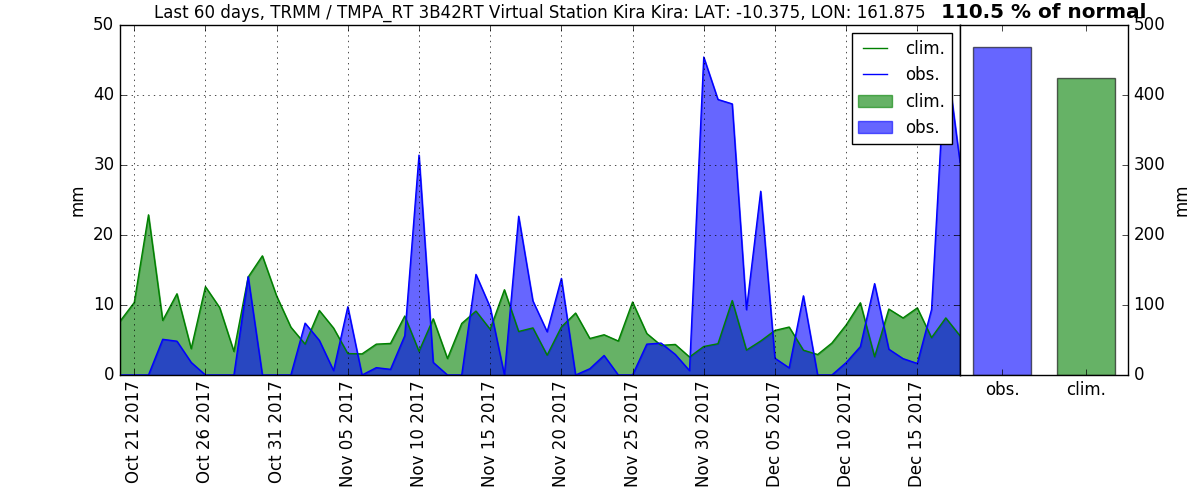 Last 60 days, TRMM / TMPA_RT 3B42RT Virtual Station Kira Kira: LAT: -10.375, LON: 161.875 110.5 % of normal
50 500
clim.
obs.
40 clim. 400
obs.
30 300
mm mm
20 200
10 100
0 0
obs. clim.
Oct 21 2017 Oct 26 2017 Oct 31 2017 Nov 05 2017 Nov 10 2017 Nov 15 2017 Nov 20 2017 Nov 25 2017 Nov 30 2017 Dec 05 2017 Dec 10 2017 Dec 15 2017